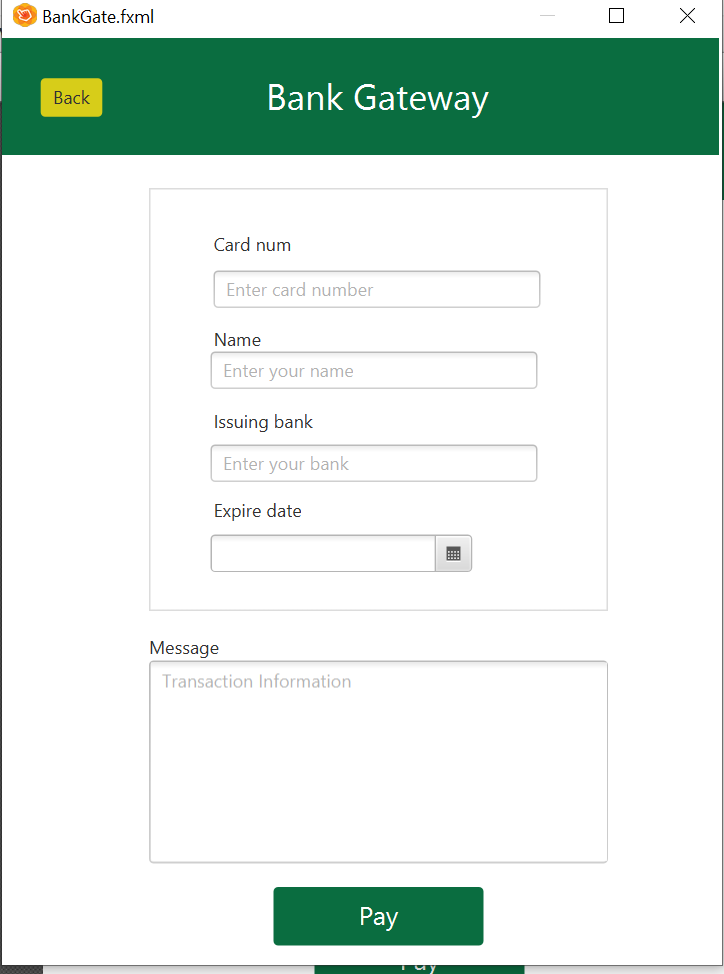 BankGate.fxml
Back
Bank Gateway
Card num
Enter card number
Name
Enter your name
Issuing bank
Enter your bank
Expire date
Message
Transaction Information
Pay
Pay